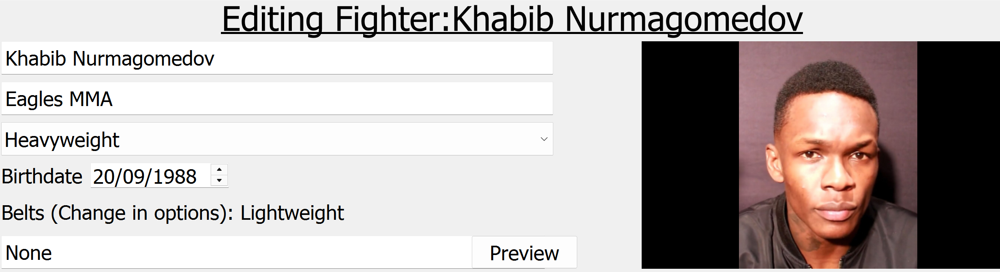 Editing Fighter:Khabib Nurmagomedov
Khabib Nurmagomedov
Eagles MMA
Heavyweight
Birthdate 20/09/1988
Belts (Change in options): Lightweight
None Preview